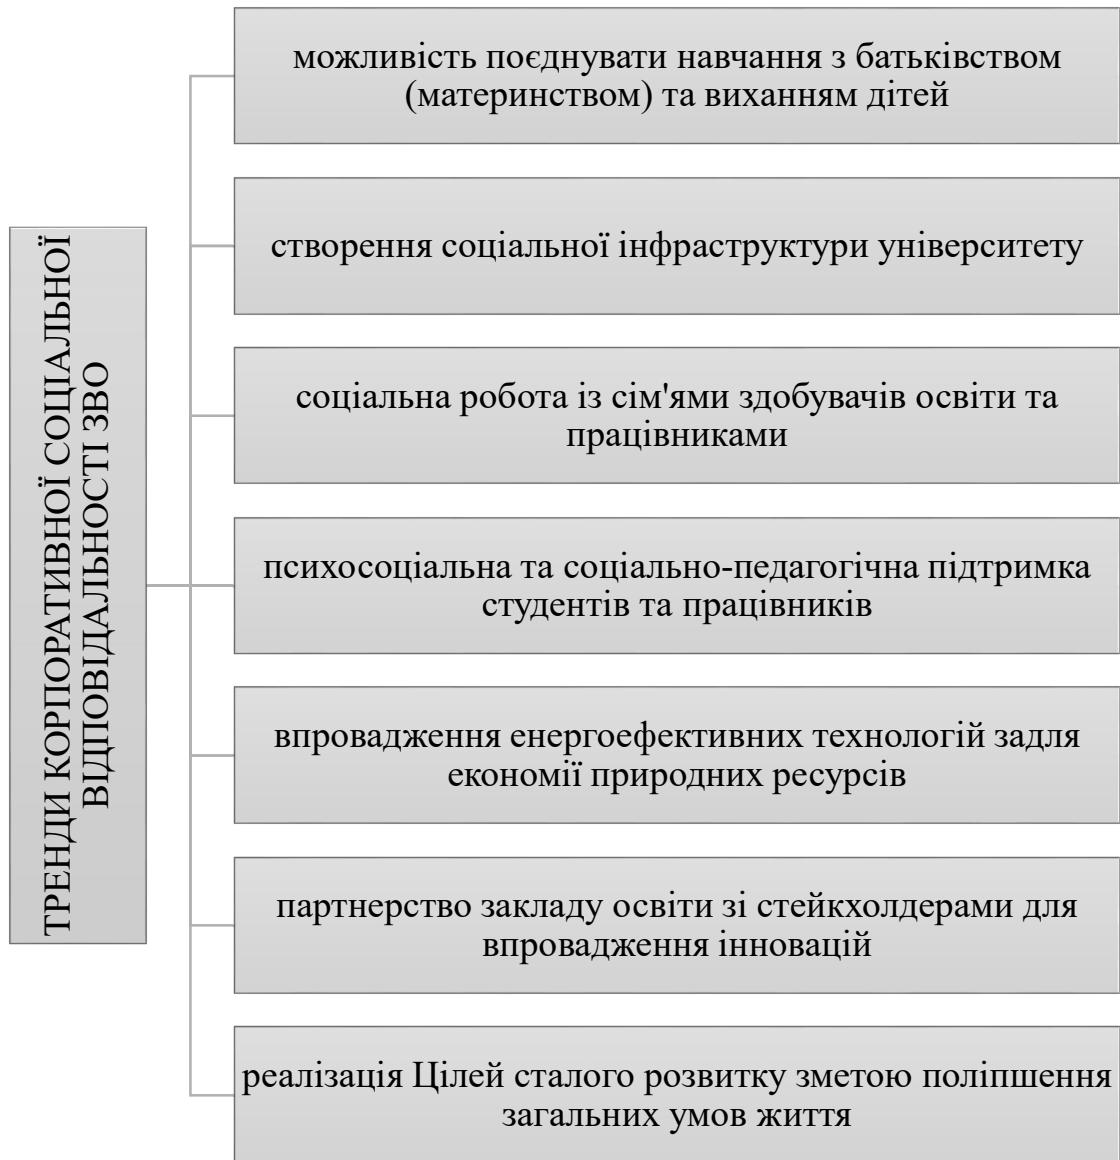 ТРЕНДИ КОРПОРАТИВНОЇ СОЦІАЛЬНОЇ
ВІДПОВІДАЛЬНОСТІ ЗВО
можливість поєднувати навчання з батьківством
(материнством) та виханням дітей
створення соціальної інфраструктури університету
соціальна робота із сім'ями здобувачів освіти та
працівниками
психосоціальна та соціально-педагогічна підтримка
студентів та працівників
впровадження енергоефективних технологій задля
економії природних ресурсів
партнерство закладу освіти зі стейкхолдерами для
впровадження інновацій
реалізація Цілей сталого розвитку зметою поліпшення
загальних умов життя